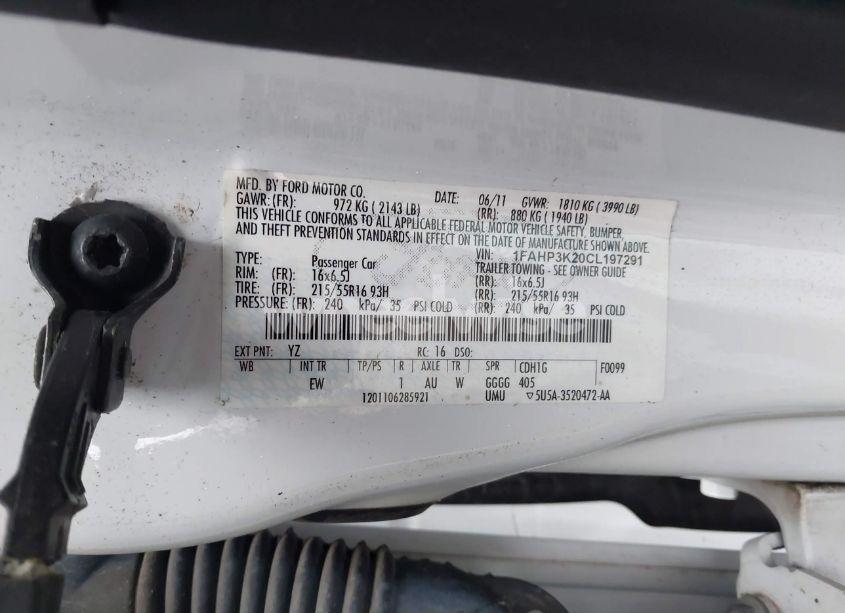 MFD. BY FORD MOTOR CO.
DATE: 06/11 GVWR: 1810 KG ( 3990 LB)
GAWR: (FR): 972 KG ( 2143 LB) (RR): 880 KG ( 1940 LB)
THIS VEHICLE CONFORMS TO ALL APPLICABLE FEDERAL MOTOR VEHICLE SAFETY, BUMPER,
AND THEFT PREVENTION STANDARDS IN EFFECT ON THE DATE OF MANUFACTURE SHOWN ABOVE.
VIN: 1FAHP3K20CL197291
TYPE: Passenger Car TRAILER TOWING - SEE OWNER GUIDE
RIM: (FR): 16x6.5J (RR): 16x6.5J
TIRE: (FR): 215/55R16 93H (RR): 215/55R16 93H
PRESSURE: (FR): 240 kPa/ 35 PSI COLD (RR): 240 kPa/ 35 PSI COLD
EXT PNT: YZ RC: 16 DSO:
WB INT TR TP/PS R AXLE TR SPR CDH1G F0099
EW 1 AU W GGGG 405
1201106285921 UMU ▽5U5A-3520472-AA